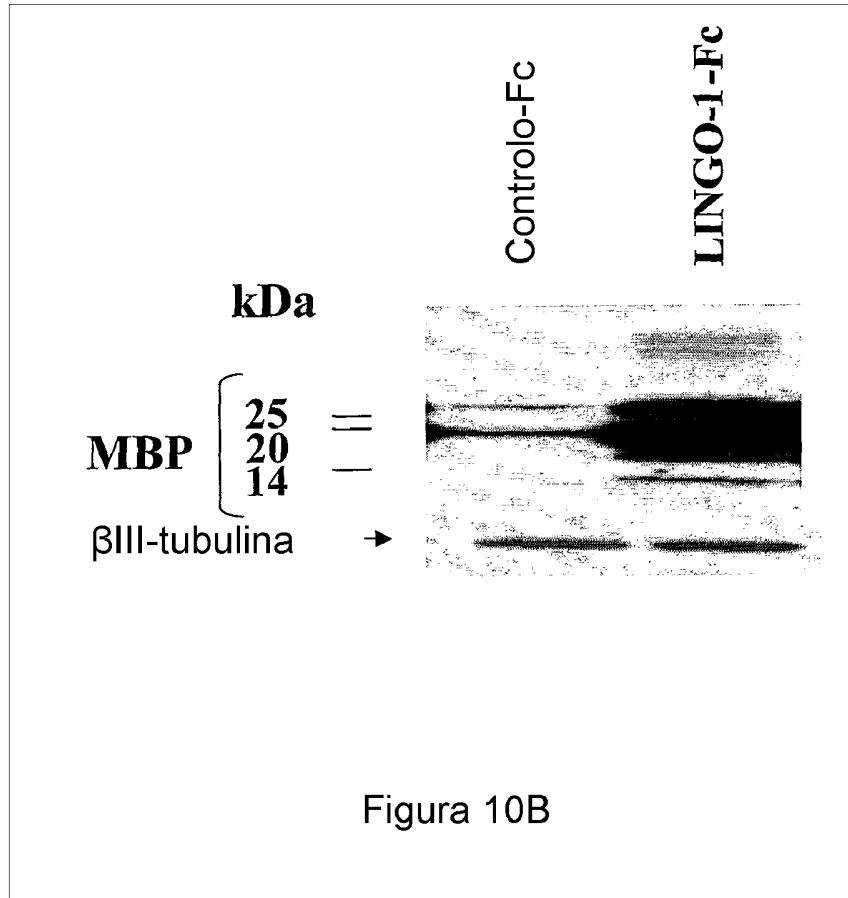 Controlo-Fc
LINGO-1-Fc
kDa
25
MBP
20
14
βIII-tubulina
Figura 10B